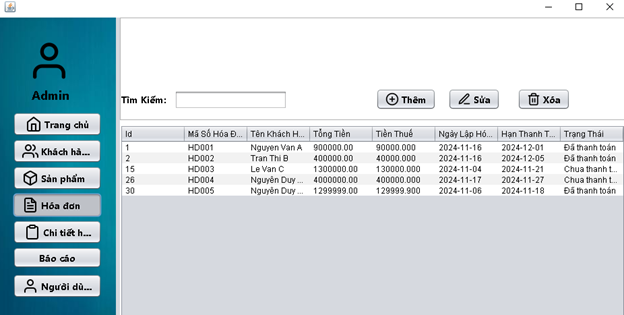 Admin
Trang chủ
Khách hà...
Sản phẩm
Hóa đơn
Chi tiết h...
Báo cáo
Người dù...
Tìm Kiếm:
Thêm
Sửa
Xóa
Id Mã Số Hóa Đ... Tên Khách H... Tổng Tiền Tiền Thuế Ngày Lập Hó... Hạn Thanh T... Trạng Thái
1 HD001 Nguyen Van A 900000.00 90000.000 2024-11-16 2024-12-01 Đã thanh toán
2 HD002 Tran Thi B 400000.00 40000.000 2024-11-16 2024-12-05 Đã thanh toán
15 HD003 Le Van C 1300000.00 130000.000 2024-11-04 2024-11-21 Chua thanh t...
26 HD004 Nguyễn Duy ... 4000000.00 400000.000 2024-11-17 2024-11-27 Chua thanh t...
30 HD005 Nguyễn Duy ... 1299999.00 129999.900 2024-11-06 2024-11-18 Đã thanh toán